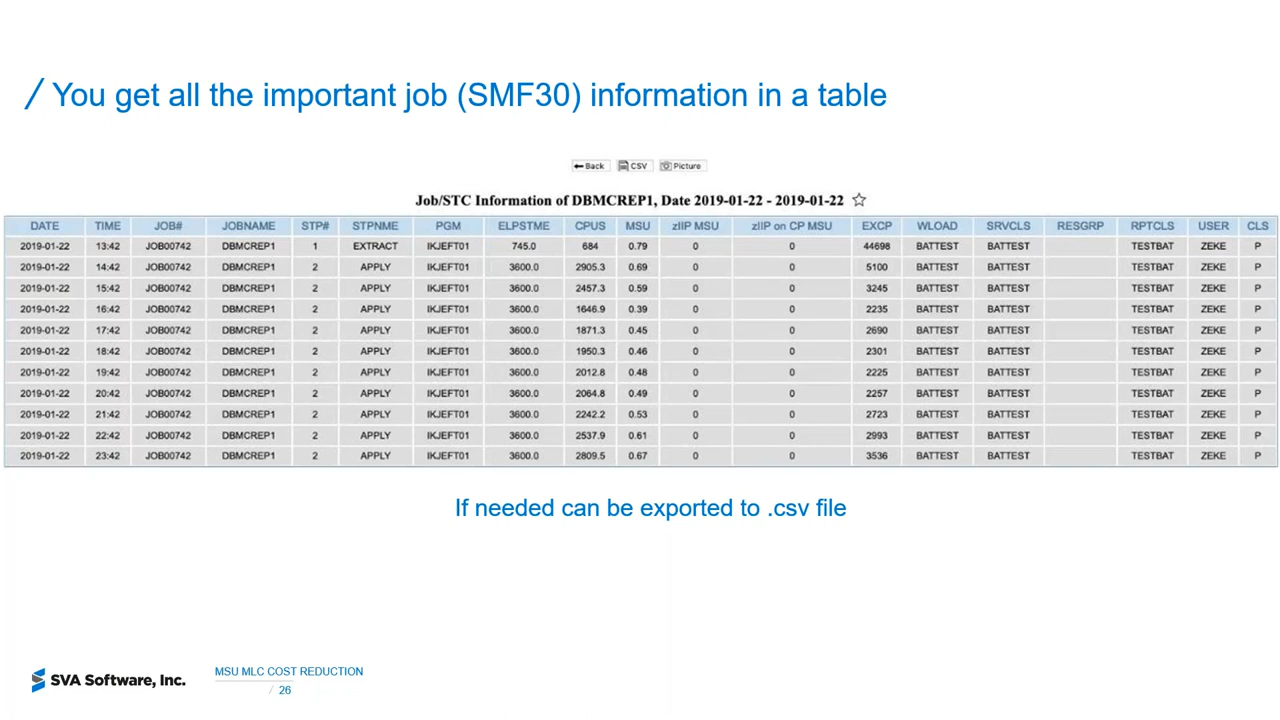 / You get all the important job (SMF30) information in a table
Back CSV Picture
Job/STC Information of DBMCREP1, Date 2019-01-22 - 2019-01-22 ☆
DATE TIME JOB# JOBNAME STP# STPNME PGM ELPSTME CPUS MSU zIIP MSU zIIP on CP MSU EXCP WLOAD SRVCLS RESGRP RPTCLS USER CLS
2019-01-22 13:42 JOB00742 DBMCREP1 1 EXTRACT IKJEFT01 745.0 684 0.79 0 0 44698 BATTEST BATTEST TESTBAT ZEKE P
2019-01-22 14:42 JOB00742 DBMCREP1 2 APPLY IKJEFT01 3600.0 2905.3 0.69 0 0 5100 BATTEST BATTEST TESTBAT ZEKE P
2019-01-22 15:42 JOB00742 DBMCREP1 2 APPLY IKJEFT01 3600.0 2457.3 0.59 0 0 3245 BATTEST BATTEST TESTBAT ZEKE P
2019-01-22 16:42 JOB00742 DBMCREP1 2 APPLY IKJEFT01 3600.0 1646.9 0.39 0 0 2235 BATTEST BATTEST TESTBAT ZEKE P
2019-01-22 17:42 JOB00742 DBMCREP1 2 APPLY IKJEFT01 3600.0 1871.3 0.45 0 0 2690 BATTEST BATTEST TESTBAT ZEKE P
2019-01-22 18:42 JOB00742 DBMCREP1 2 APPLY IKJEFT01 3600.0 1950.3 0.46 0 0 2301 BATTEST BATTEST TESTBAT ZEKE P
2019-01-22 19:42 JOB00742 DBMCREP1 2 APPLY IKJEFT01 3600.0 2012.8 0.48 0 0 2225 BATTEST BATTEST TESTBAT ZEKE P
2019-01-22 20:42 JOB00742 DBMCREP1 2 APPLY IKJEFT01 3600.0 2064.8 0.49 0 0 2257 BATTEST BATTEST TESTBAT ZEKE P
2019-01-22 21:42 JOB00742 DBMCREP1 2 APPLY IKJEFT01 3600.0 2242.2 0.53 0 0 2723 BATTEST BATTEST TESTBAT ZEKE P
2019-01-22 22:42 JOB00742 DBMCREP1 2 APPLY IKJEFT01 3600.0 2537.9 0.61 0 0 2993 BATTEST BATTEST TESTBAT ZEKE P
2019-01-22 23:42 JOB00742 DBMCREP1 2 APPLY IKJEFT01 3600.0 2809.5 0.67 0 0 3536 BATTEST BATTEST TESTBAT ZEKE P
If needed can be exported to .csv file
SVA Software, Inc.
MSU MLC COST REDUCTION
/ 26